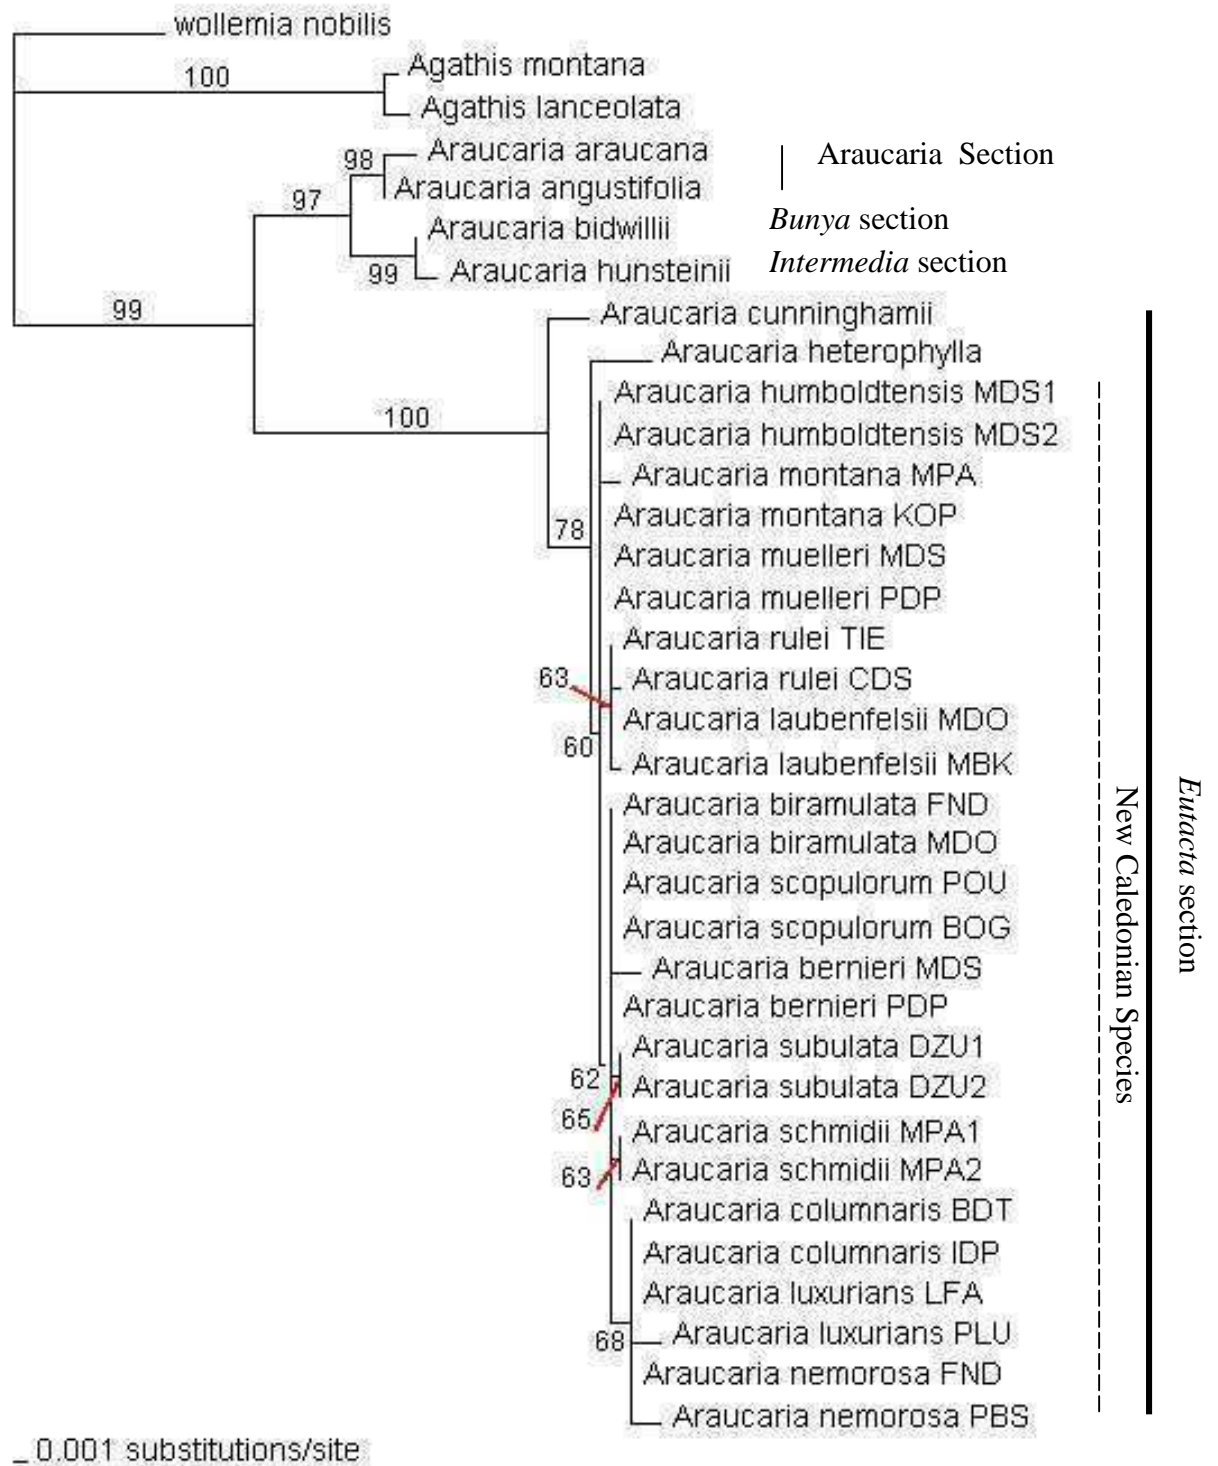 wollemia nobilis
100
Agathis montana
Agathis lanceolata
98
Araucaria araucana
Araucaria Section
Araucaria angustifolia
97
Araucaria bidwillii
Bunya section
99
Araucaria hunsteinii
Intermedia section
99
Araucaria cunninghamii
Araucaria heterophylla
Araucaria humboldtensis MDS1
100
Araucaria humboldtensis MDS2
Araucaria montana MPA
Araucaria montana KOP
78
Araucaria muelleri MDS
Araucaria muelleri PDP
Araucaria rulei TIE
63
Araucaria rulei CDS
Araucaria laubenfelsii MDO
60
Araucaria laubenfelsii MBK
Araucaria biramulata FND
Araucaria biramulata MDO
Araucaria scopulorum POU
Araucaria scopulorum BOG
Araucaria bernieri MDS
Araucaria bernieri PDP
Araucaria subulata DZU1
62
Araucaria subulata DZU2
65
Araucaria schmidii MPA1
63
Araucaria schmidii MPA2
Araucaria columnaris BDT
Araucaria columnaris IDP
Araucaria luxurians LFA
68
Araucaria luxurians PLU
Araucaria nemorosa FND
Araucaria nemorosa PBS
New Caledonian Species
Eutacta section
0.001 substitutions/site